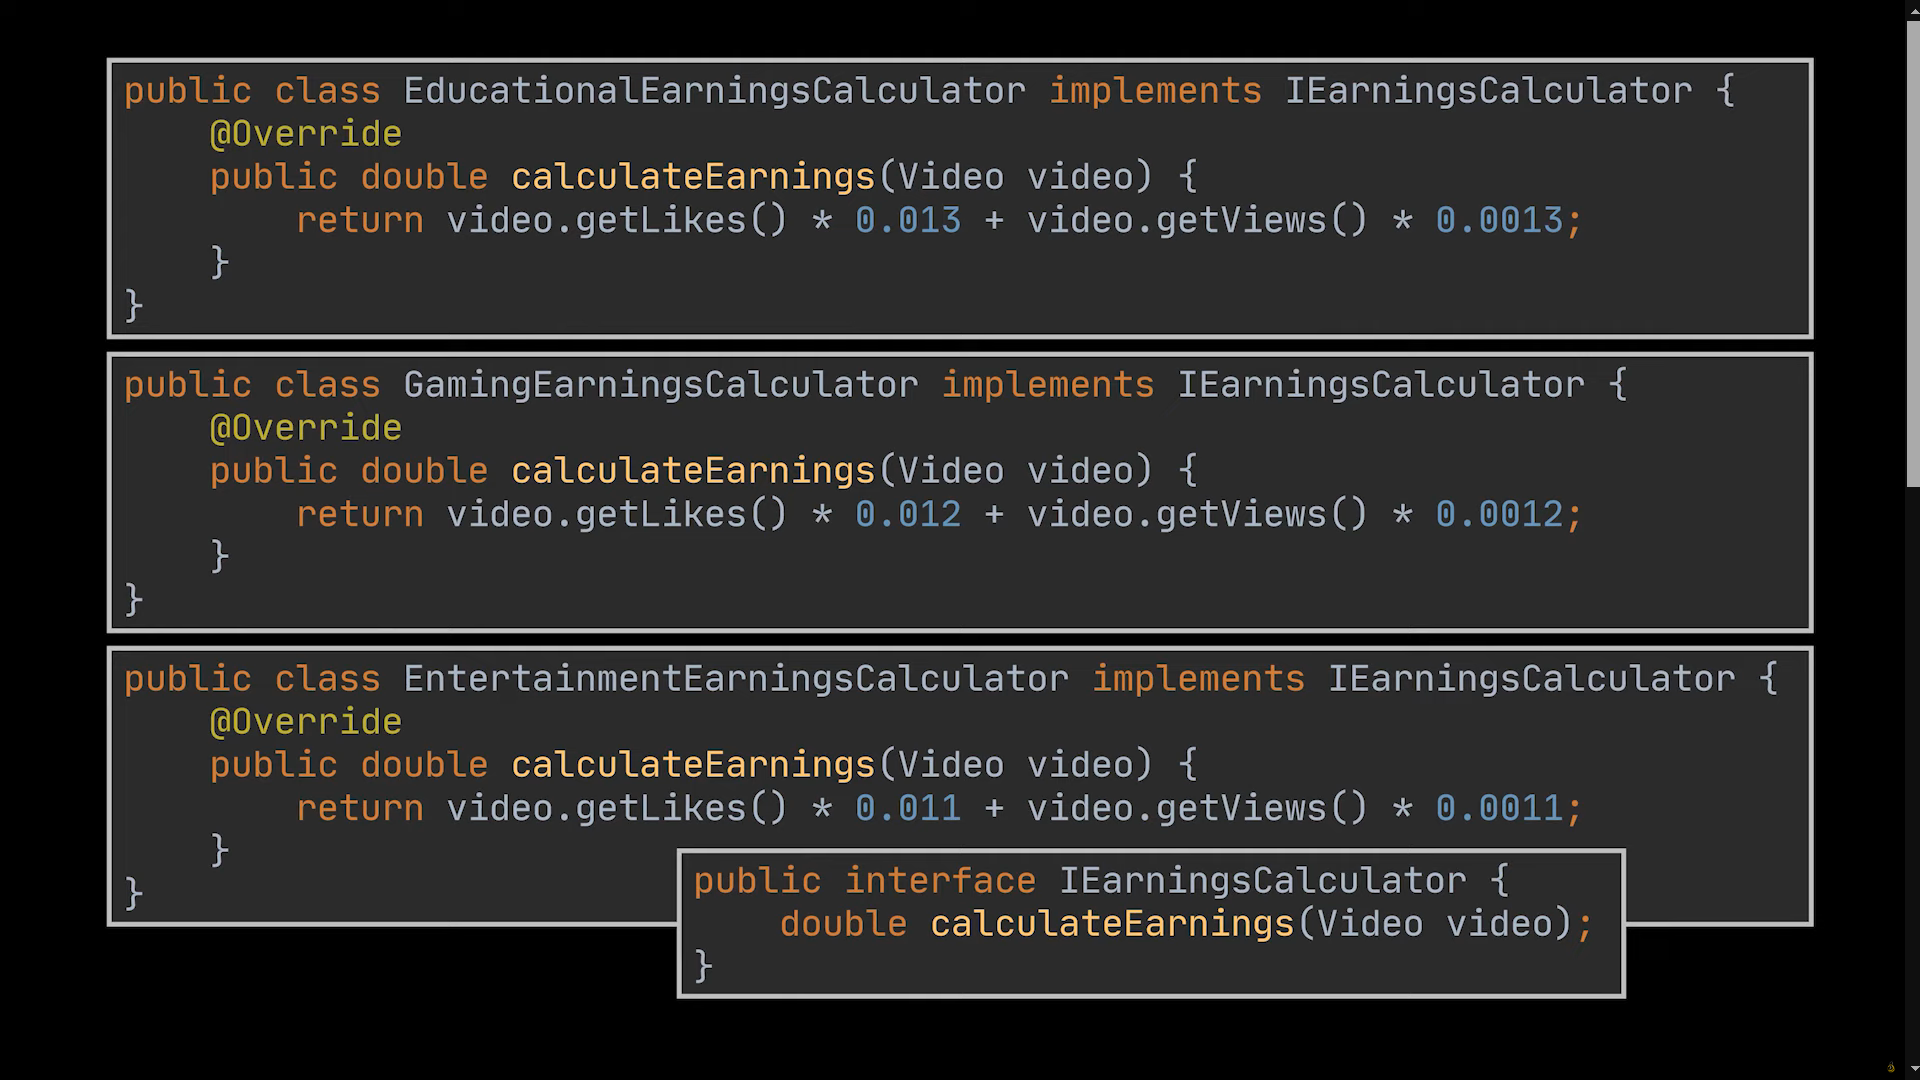 public class EducationalEarningsCalculator implements IEarningsCalculator {
@Override
public double calculateEarnings(Video video) {
return video.getLikes() * 0.013 + video.getViews() * 0.0013;
}
}
public class GamingEarningsCalculator implements IEarningsCalculator {
@Override
public double calculateEarnings(Video video) {
return video.getLikes() * 0.012 + video.getViews() * 0.0012;
}
}
public class EntertainmentEarningsCalculator implements IEarningsCalculator {
@Override
public double calculateEarnings(Video video) {
return video.getLikes() * 0.011 + video.getViews() * 0.0011;
}
}
public interface IEarningsCalculator {
double calculateEarnings(Video video);
}